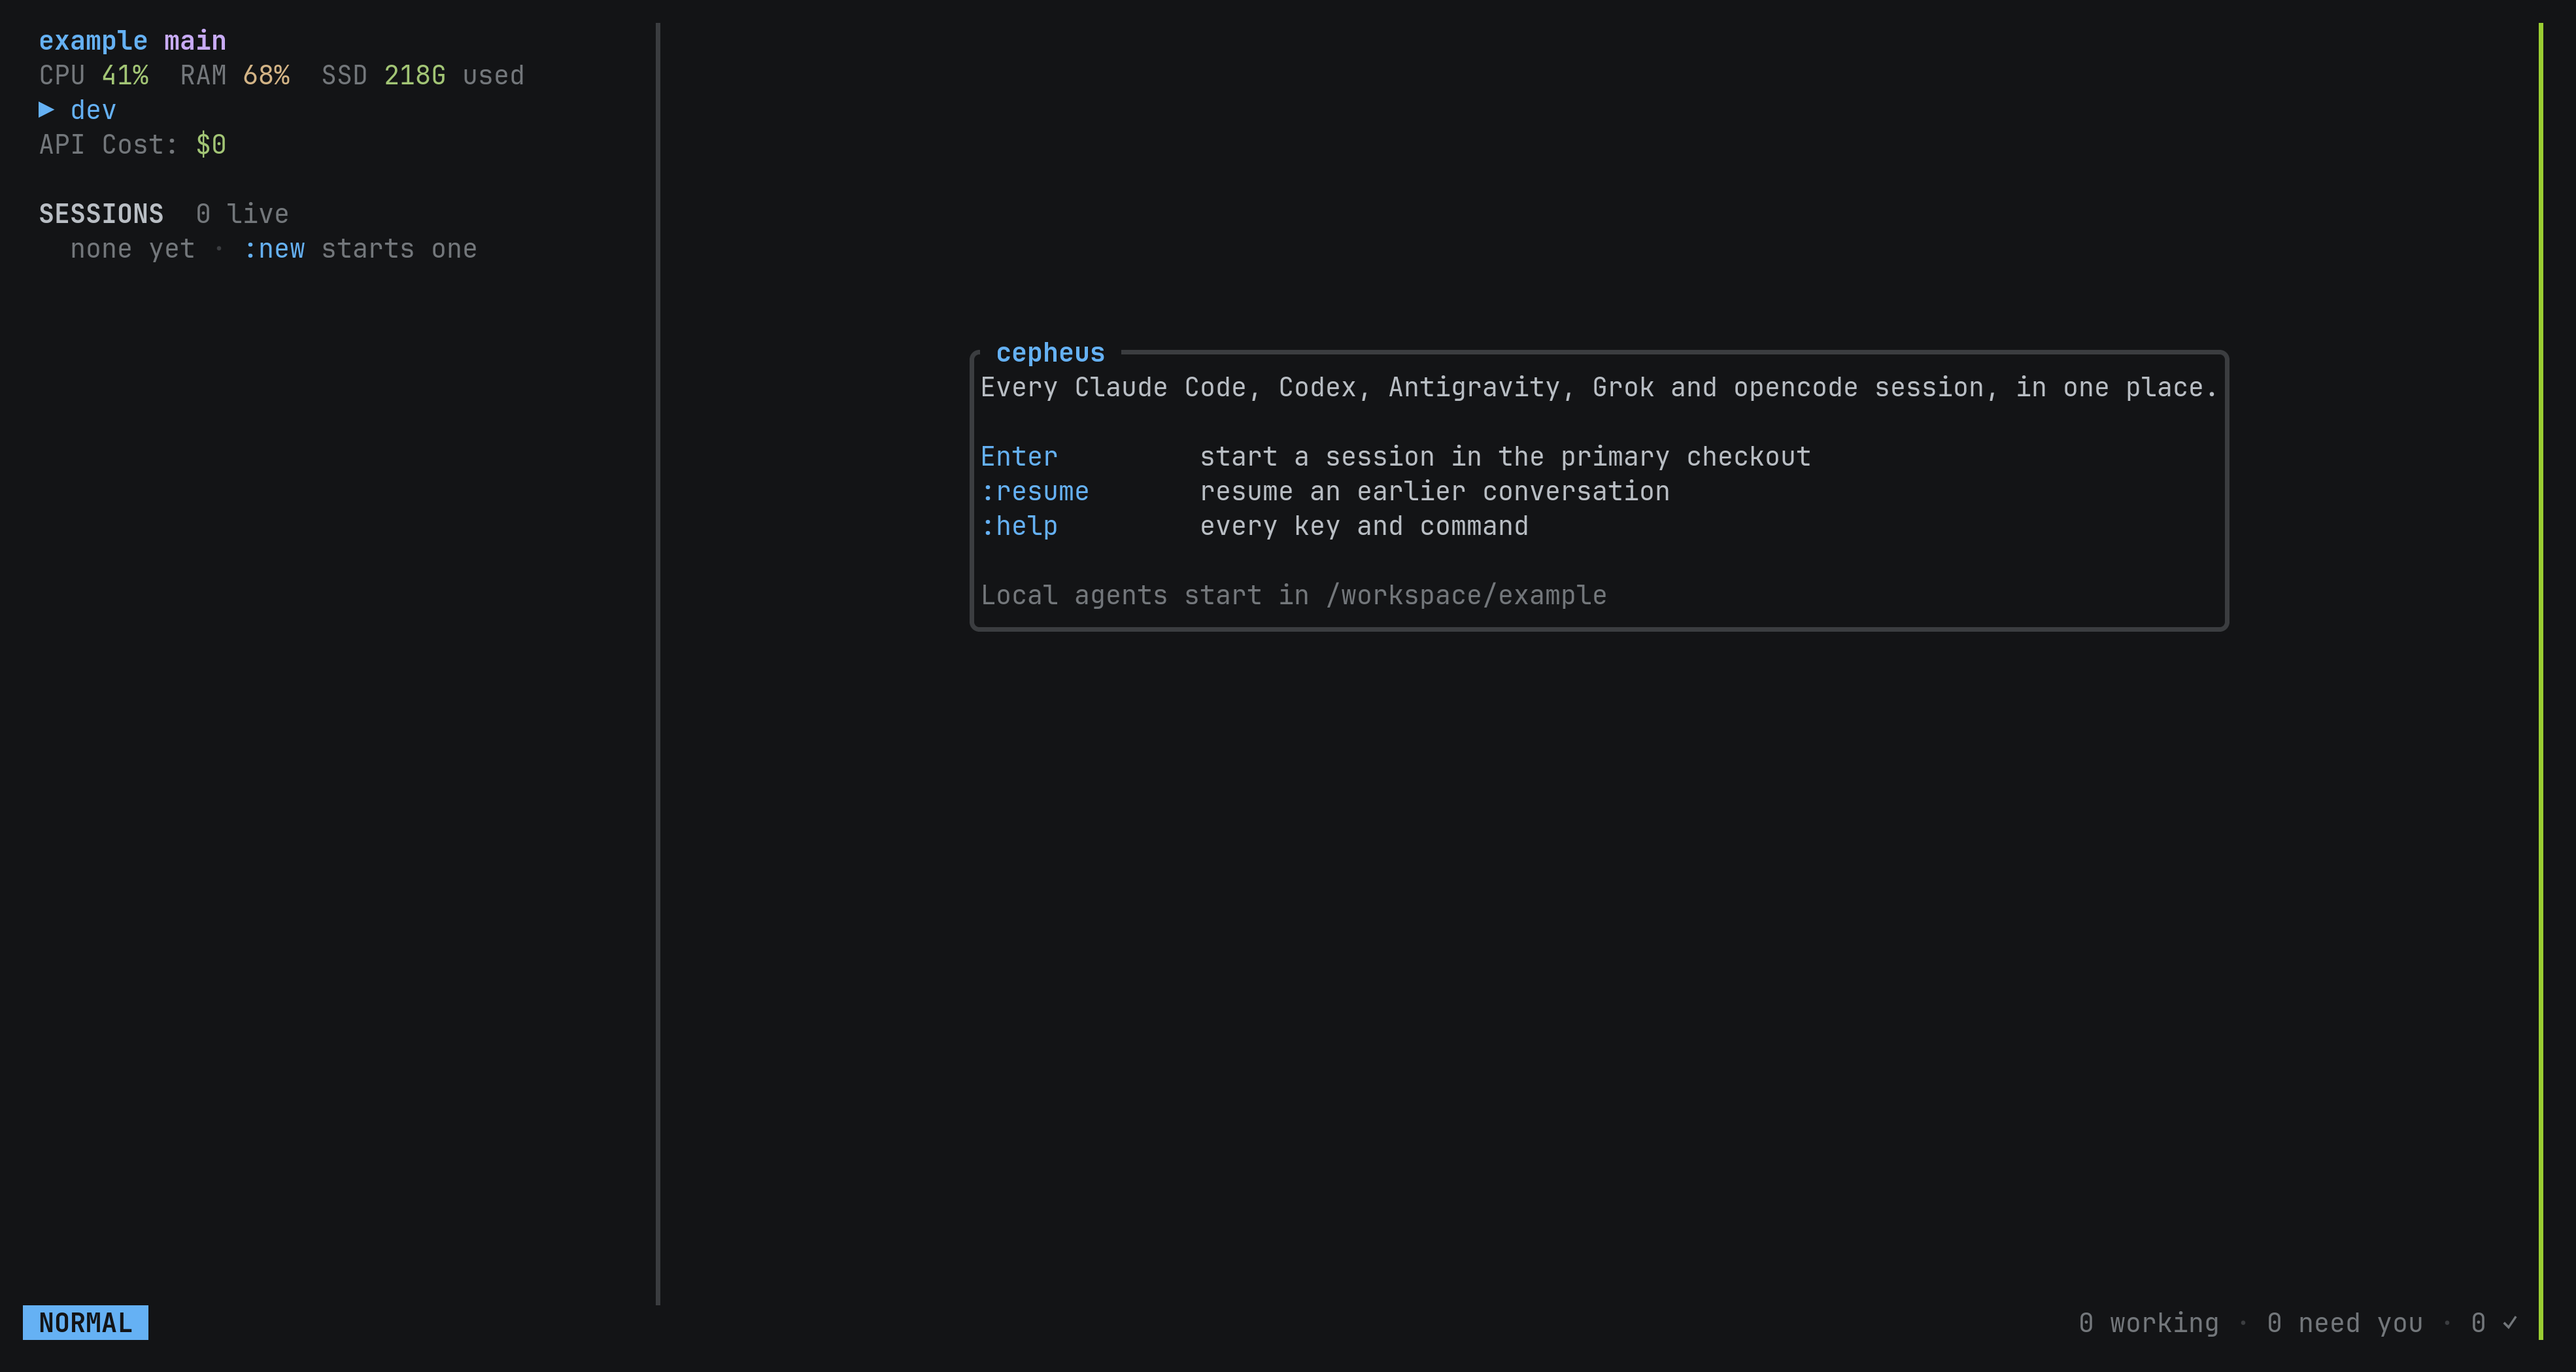 example main
CPU 41%  RAM 68%  SSD 218G used
▶ dev
API Cost: $0
SESSIONS  0 live
none yet · :new starts one
cepheus
Every Claude Code, Codex, Antigravity, Grok and opencode session, in one place.
Enter         start a session in the primary checkout
:resume       resume an earlier conversation
:help         every key and command
Local agents start in /workspace/example
NORMAL
0 working · 0 need you · 0 ✓